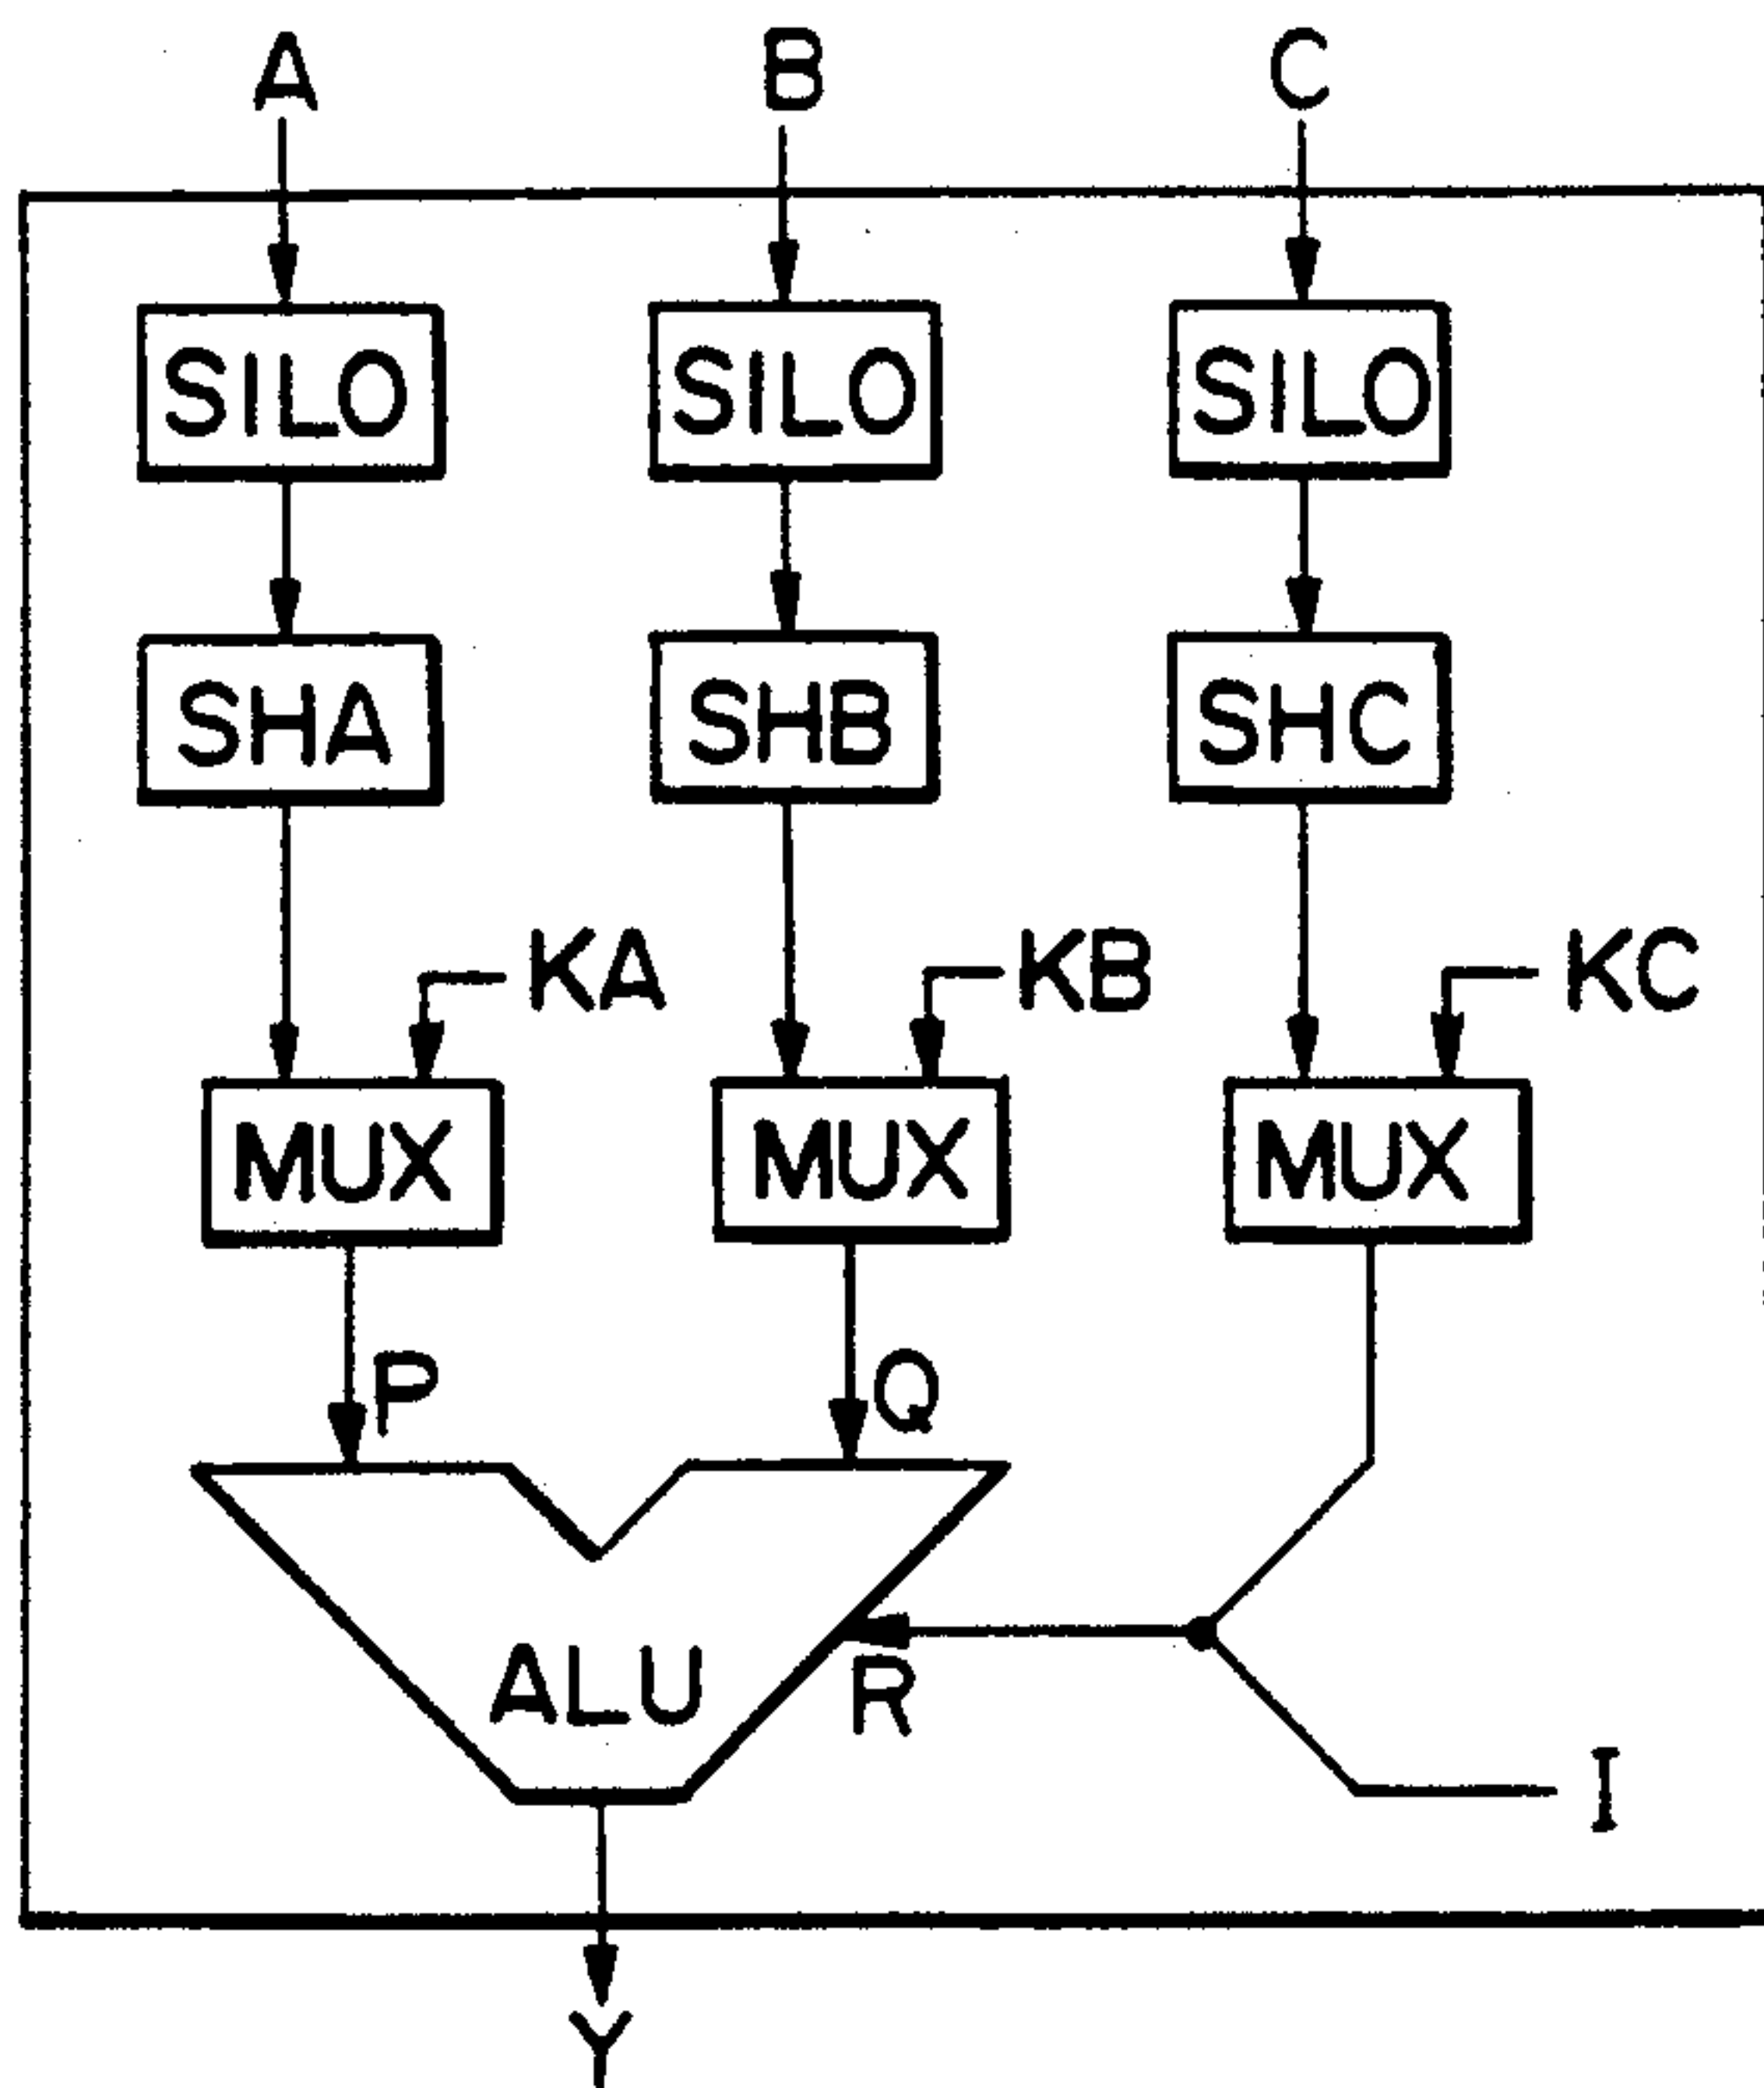 A B C
SILO SILO SILO
SHA SHB SHC
KA KB KC
MUX MUX MUX
P Q
ALU R
I
Y